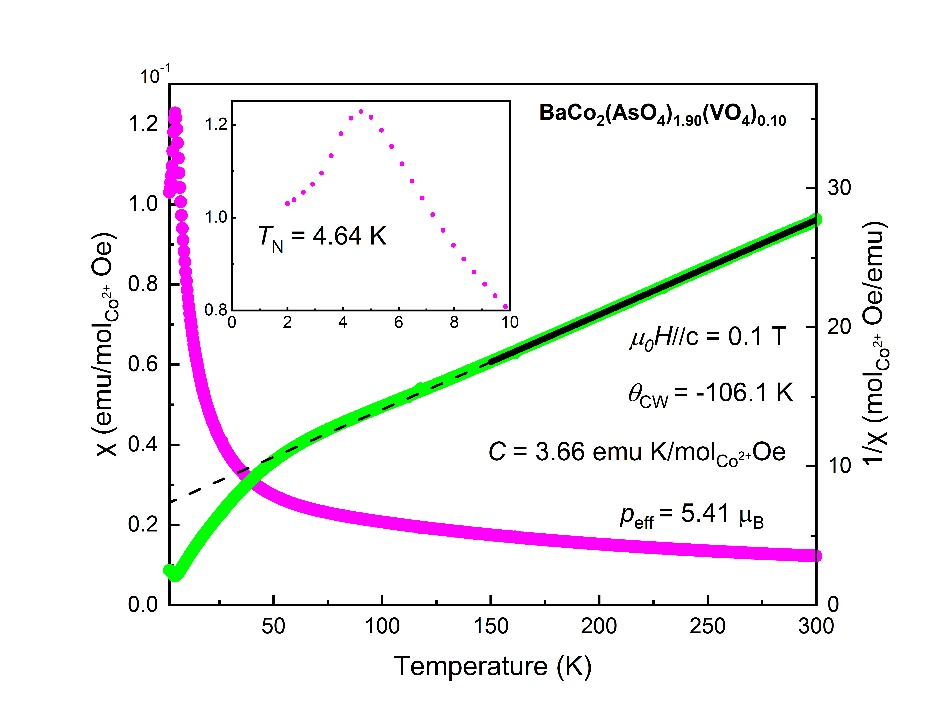 10⁻¹
BaCo₂(AsO₄)₁.₉₀(VO₄)₀.₁₀
1.2
1.0
0.8
0.6
0.4
0.2
0.0
χ (emu/mol_Co²⁺ Oe)
1.2
1.0
0.8
0 2 4 6 8 10
T_N = 4.64 K
30
20
10
0
1/χ (mol_Co²⁺ Oe/emu)
μ₀H//c = 0.1 T
θ_CW = -106.1 K
C = 3.66 emu K/mol_Co²⁺Oe
p_eff = 5.41 μ_B
50 100 150 200 250 300
Temperature (K)